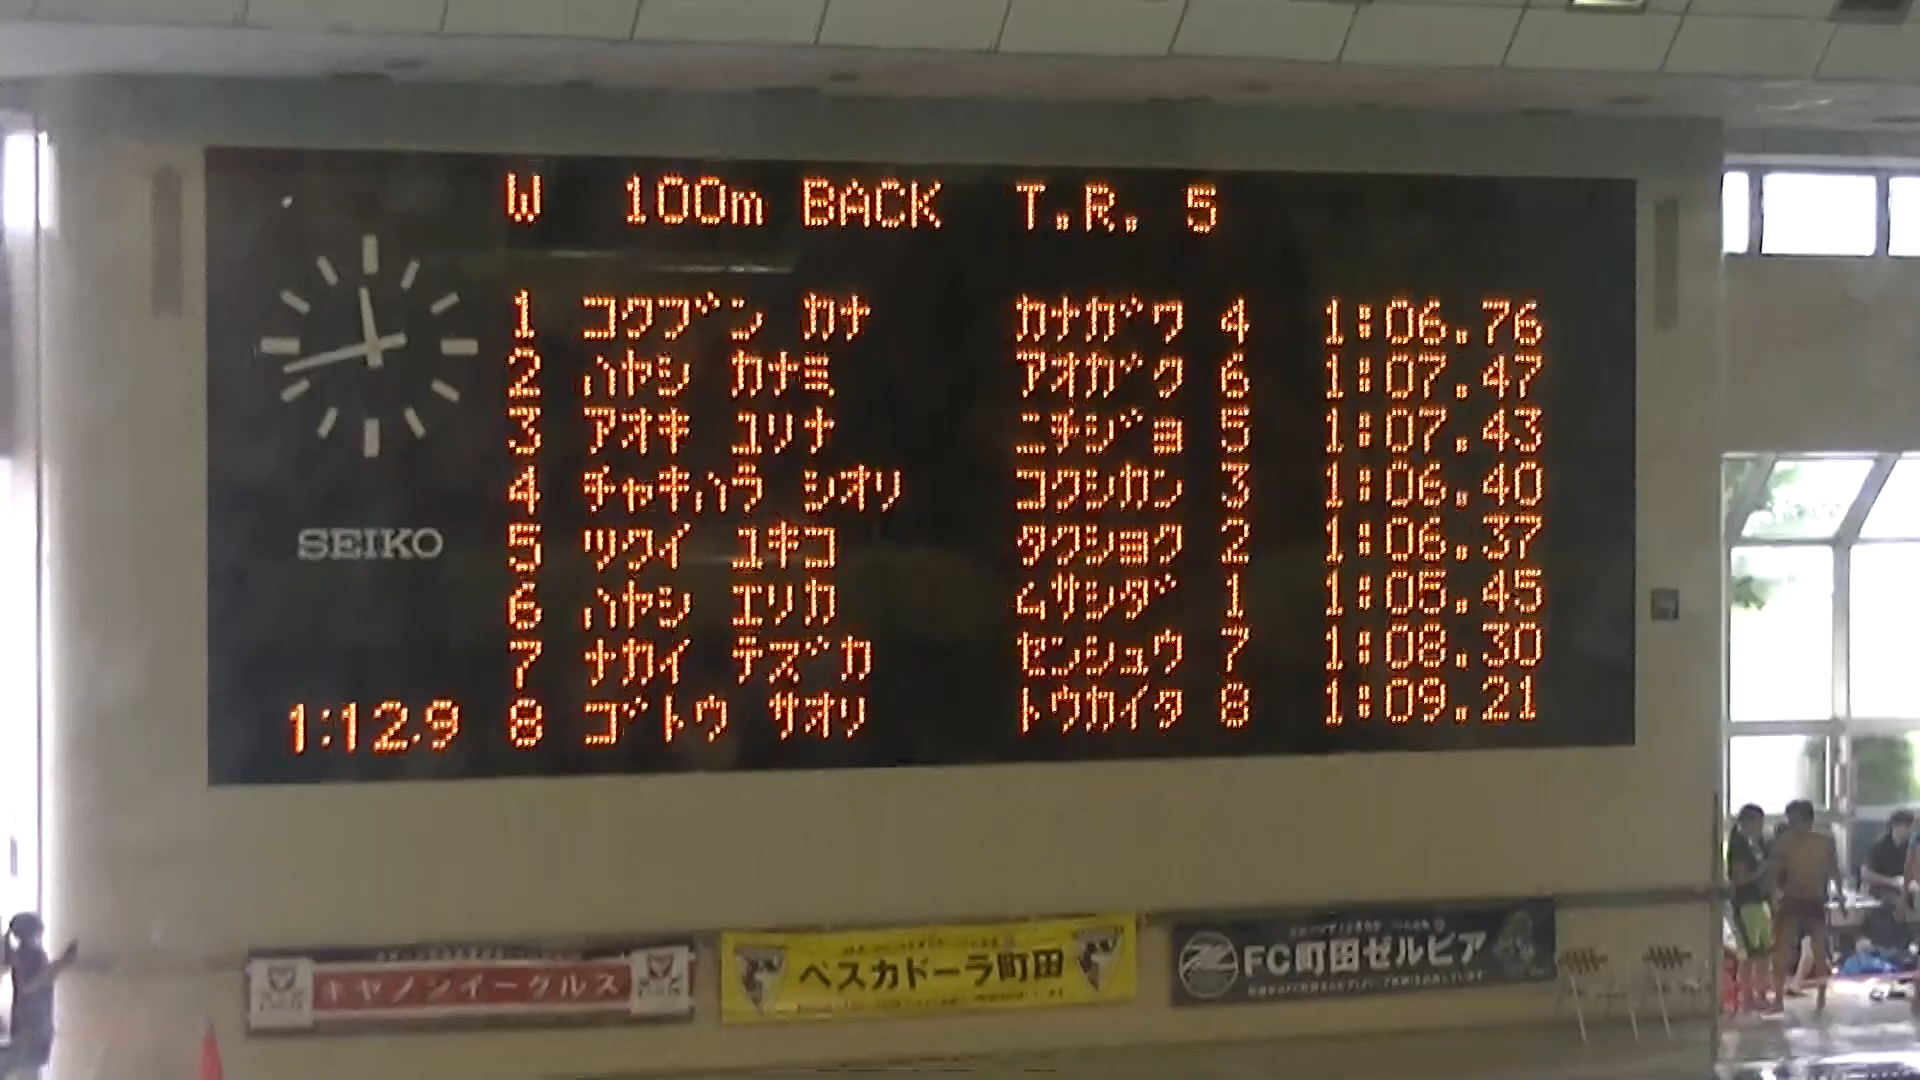 W 100m BACK T.R. 5
1 コクブン カナ カナガワ 4 1:06.76
2 ハヤシ カナミ アオガク 6 1:07.47
3 アオキ ユリナ ニチジョ 5 1:07.43
4 チャキハラ シオリ コクシカン 3 1:06.40
SEIKO
5 ツクイ ユキコ タクショク 2 1:06.37
6 ハヤシ エリカ ムサシダ 1 1:05.45
7 ナカイ チズカ センシュウ 7 1:08.30
1:12.9 8 ゴトウ サオリ トウカイタ 8 1:09.21
キヤノンイーグルス
ペスカドーラ町田
FC町田ゼルビア